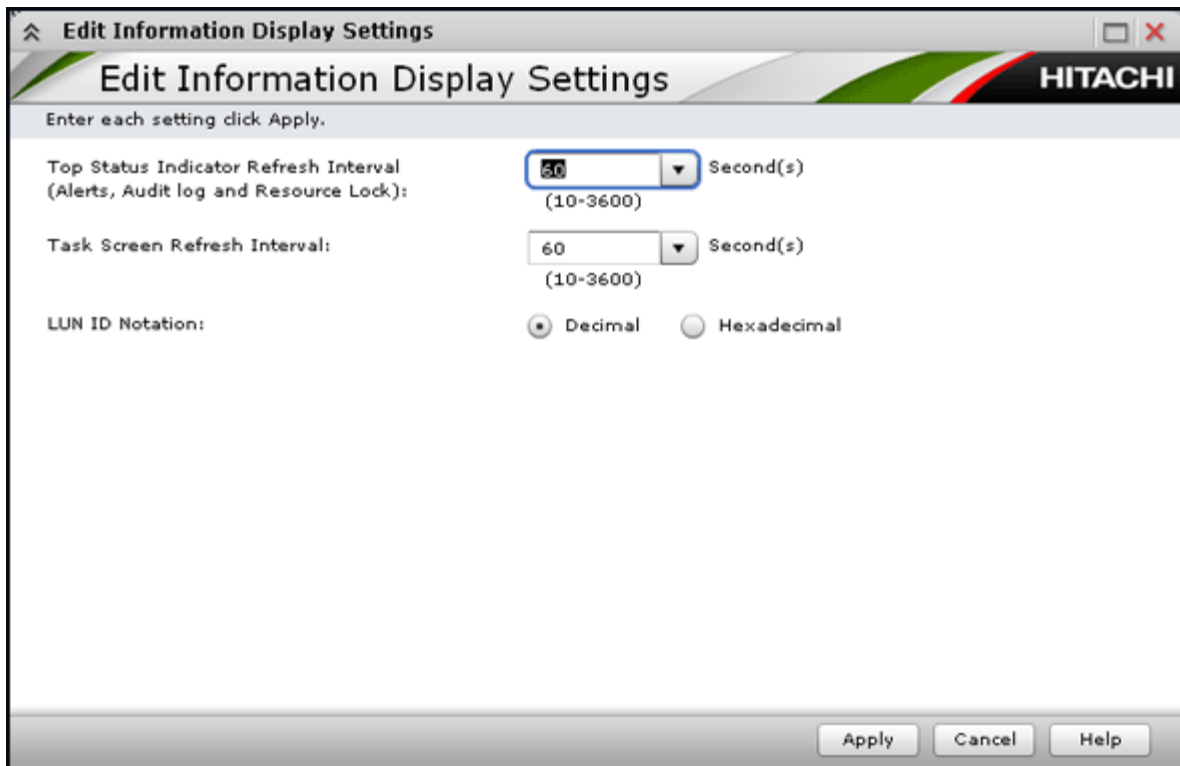 Edit Information Display Settings
Edit Information Display Settings
HITACHI
Enter each setting click Apply.
Top Status Indicator Refresh Interval
(Alerts, Audit log and Resource Lock):
60
Second(s)
(10-3600)
Task Screen Refresh Interval:
60
Second(s)
(10-3600)
LUN ID Notation:
Decimal
Hexadecimal
Apply
Cancel
Help